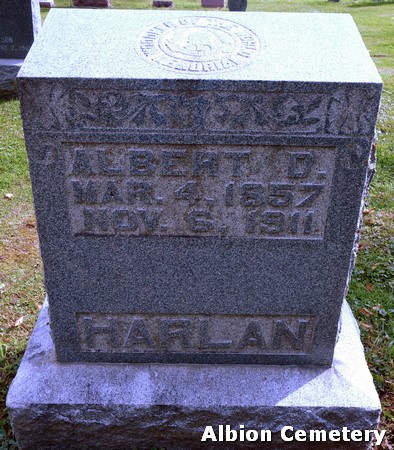 ALBERT D.
MAR. 4, 1857
NOV. 6, 1911
HARLAN
Albion Cemetery